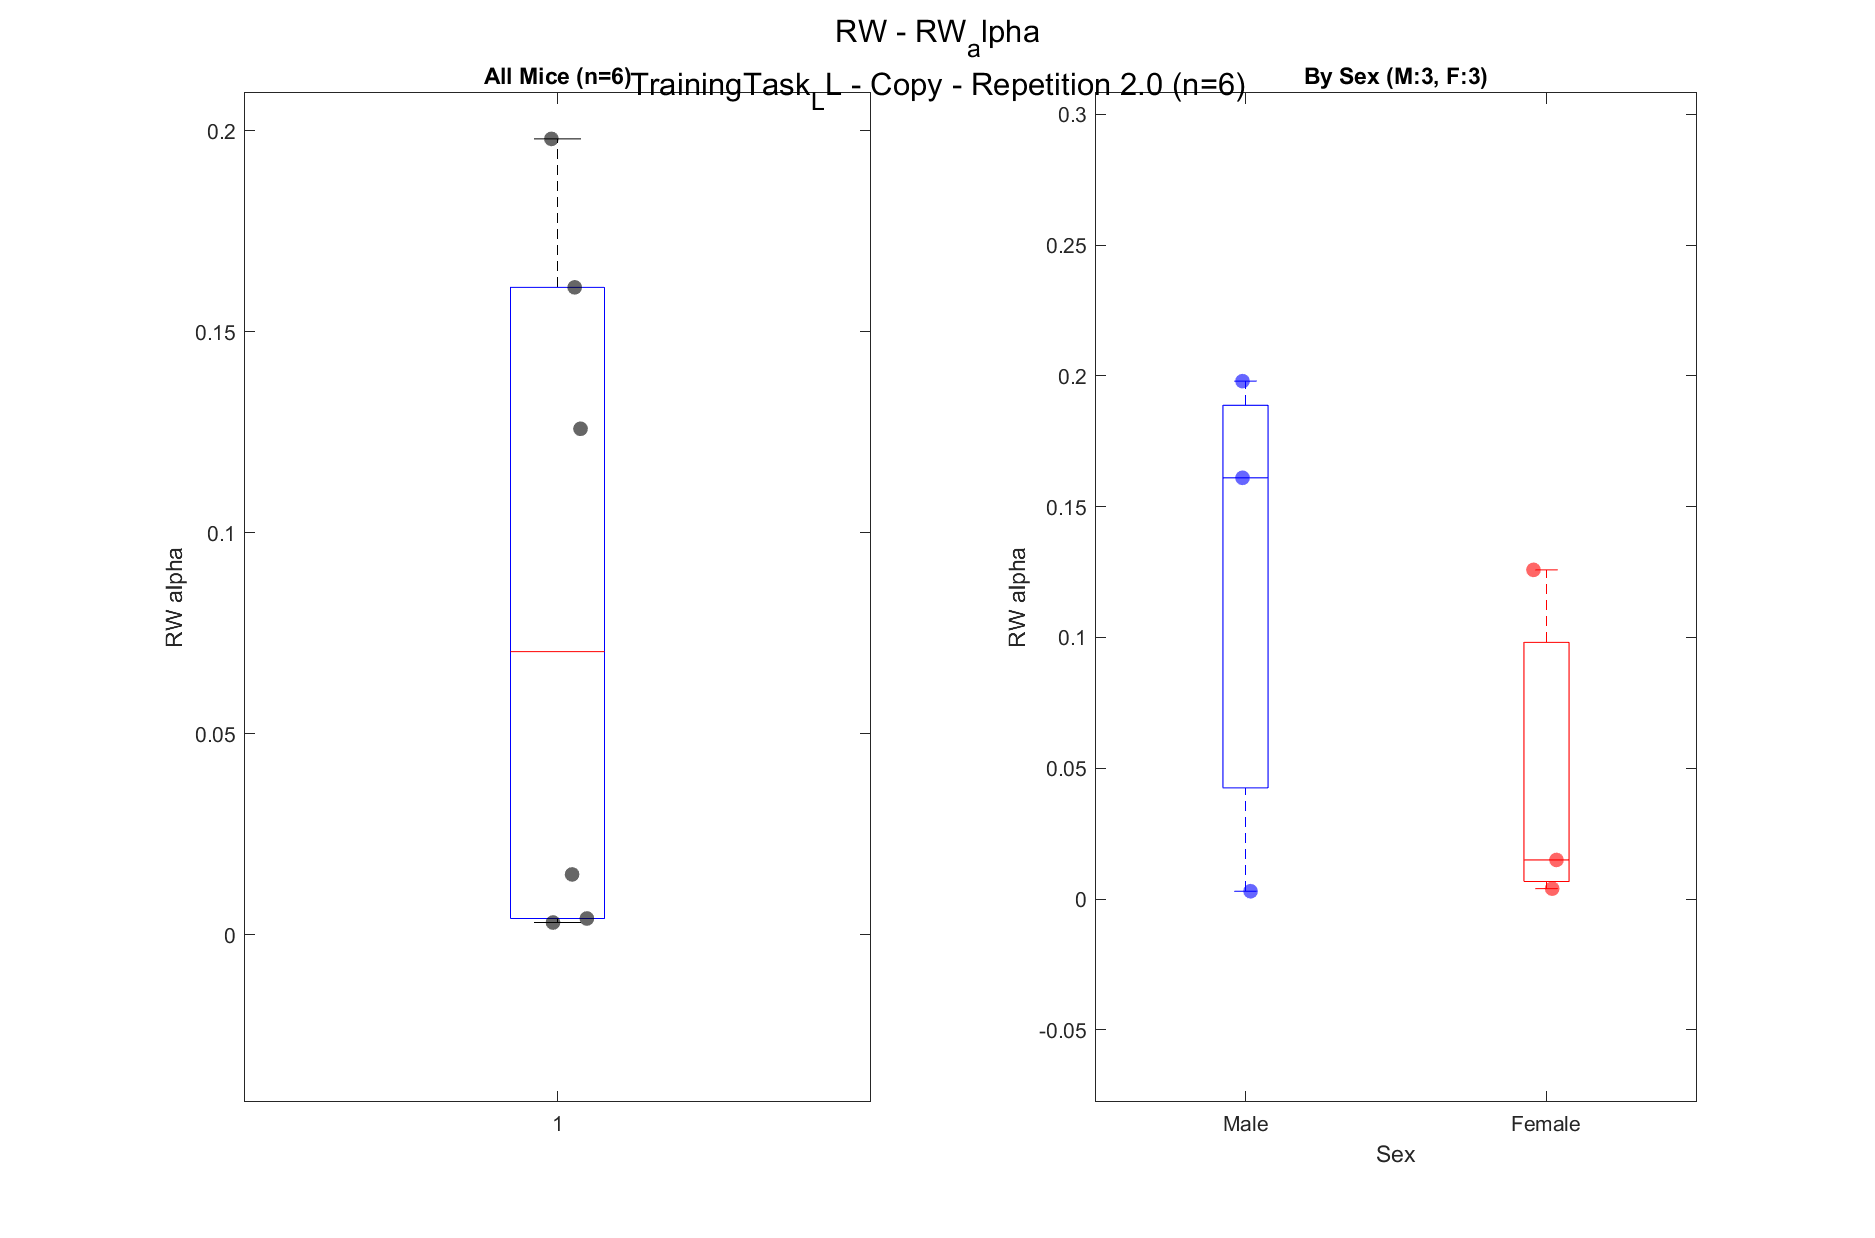 RW - RWalpha
TrainingTaskLL - Copy - Repetition 2.0 (n=6)
All Mice (n=6)
0.2
0.15
0.1
0.05
0
RW alpha
1
By Sex (M:3, F:3)
0.3
0.25
0.2
0.15
0.1
0.05
0
-0.05
RW alpha
Male Female
Sex